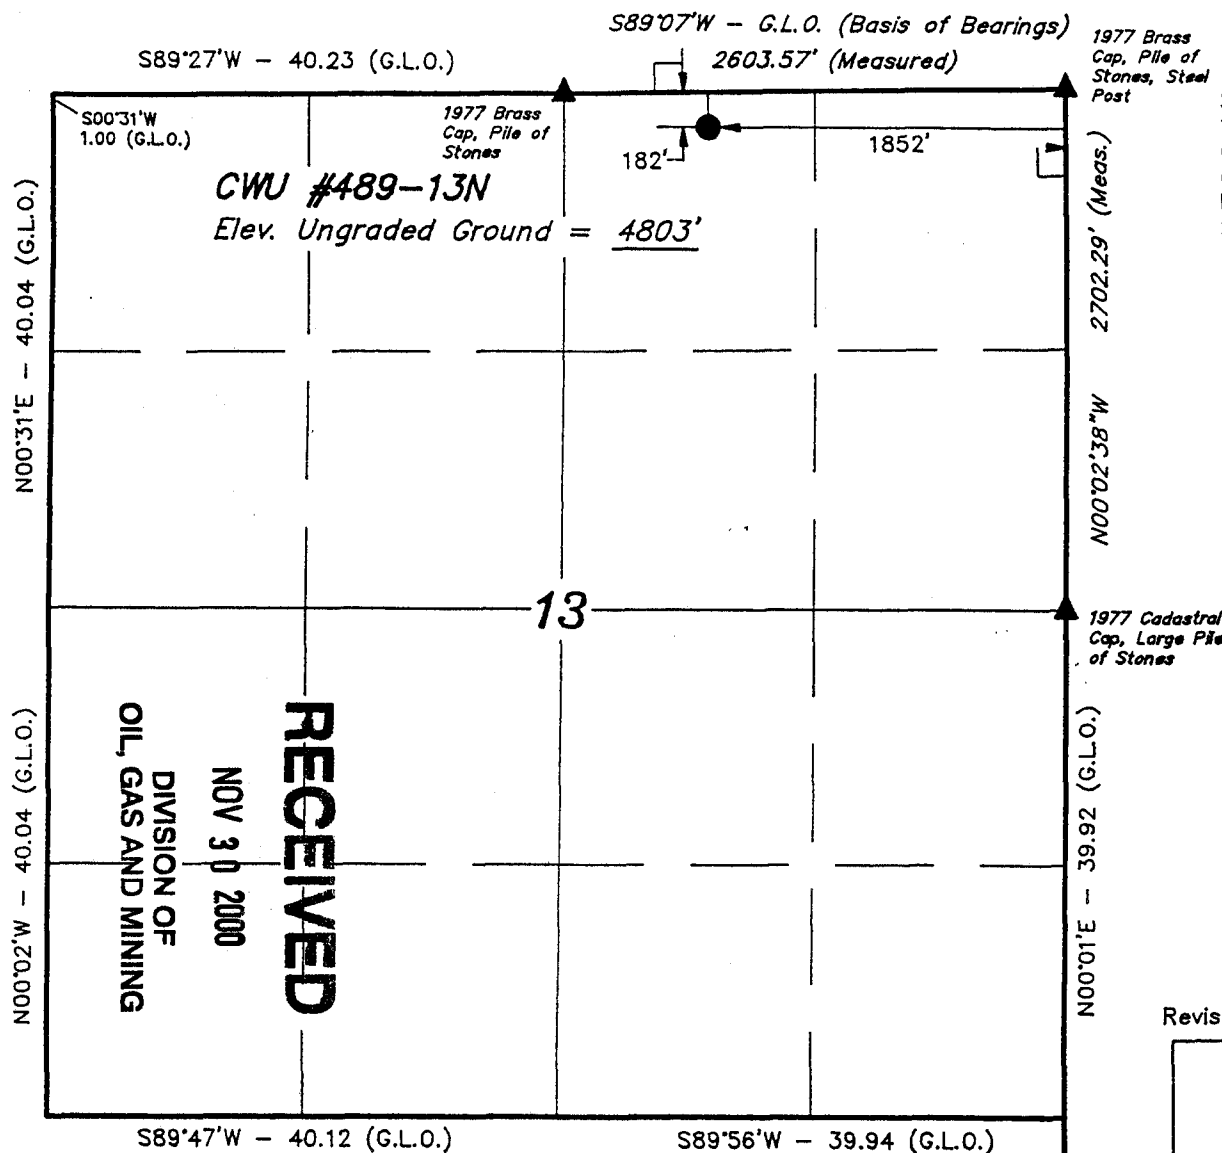 S89°07'W - G.L.O. (Basis of Bearings)
2603.57' (Measured)
S89°27'W - 40.23 (G.L.O.)
1977 Brass
Cap, Pile of
Stones, Steel
Post
S00°31'W
1.00 (G.L.O.)
1977 Brass
Cap, Pile of
Stones
182'
1852'
CWU #489-13N
Elev. Ungraded Ground = 4803'
N00°31'E - 40.04 (G.L.O.)
2702.29' (Meas.)
N00°02'38"W
13
1977 Cadastral
Cap, Large Pile
of Stones
N00°02'W - 40.04 (G.L.O.)
RECEIVED
NOV 30 2000
DIVISION OF
OIL, GAS AND MINING
N00°01'E - 39.92 (G.L.O.)
Revis
S89°47'W - 40.12 (G.L.O.)
S89°56'W - 39.94 (G.L.O.)